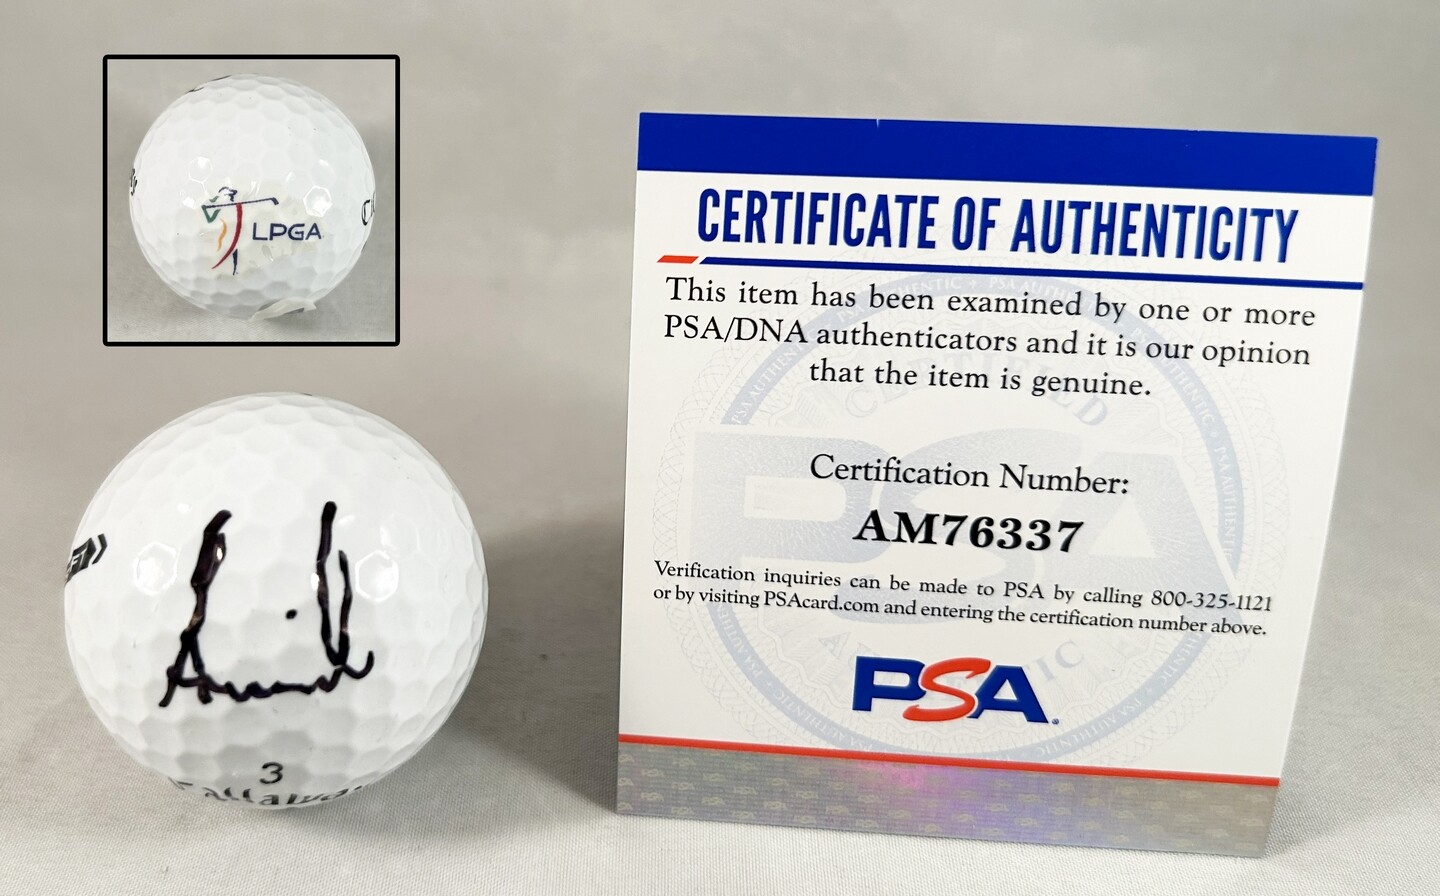 LPGA
3
Callaway
CERTIFICATE OF AUTHENTICITY
This item has been examined by one or more
PSA/DNA authenticators and it is our opinion
that the item is genuine.
Certification Number:
AM76337
Verification inquiries can be made to PSA by calling 800-325-1121
or by visiting PSAcard.com and entering the certification number above.
PSA